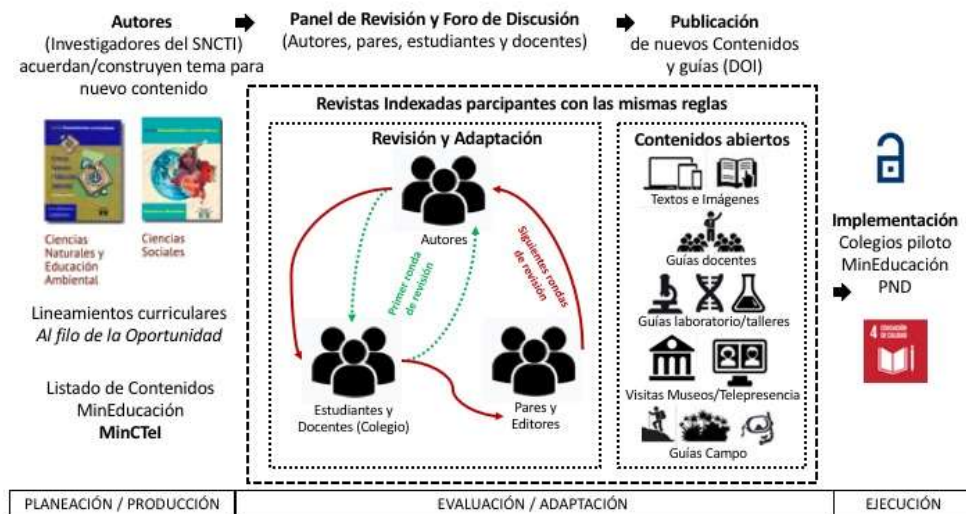 Autores
(Investigadores del SNCTI)
acuerdan/construyen tema para
nuevo contenido
Panel de Revisión y Foro de Discusión
(Autores, pares, estudiantes y docentes)
Publicación
de nuevos Contenidos
y guías (DOI)
Ciencias
Naturales y
Educación
Ambiental
Ciencias
Sociales
Lineamientos curriculares
Al filo de la Oportunidad
Listado de Contenidos
MinEducación
MinCTeI
Revistas Indexadas parcipantes con las mismas reglas
Revisión y Adaptación
Autores
Primer ronda
de revisión
Siguientes rondas
de revisión
Estudiantes y
Docentes (Colegio)
Pares y
Editores
Contenidos abiertos
Textos e Imágenes
Guías docentes
Guías laboratorio/talleres
Visitas Museos/Telepresencia
Guías Campo
Implementación
Colegios piloto
MinEducación
PND
4 EDUCACIÓN
DE CALIDAD
PLANEACIÓN / PRODUCCIÓN
EVALUACIÓN / ADAPTACIÓN
EJECUCIÓN